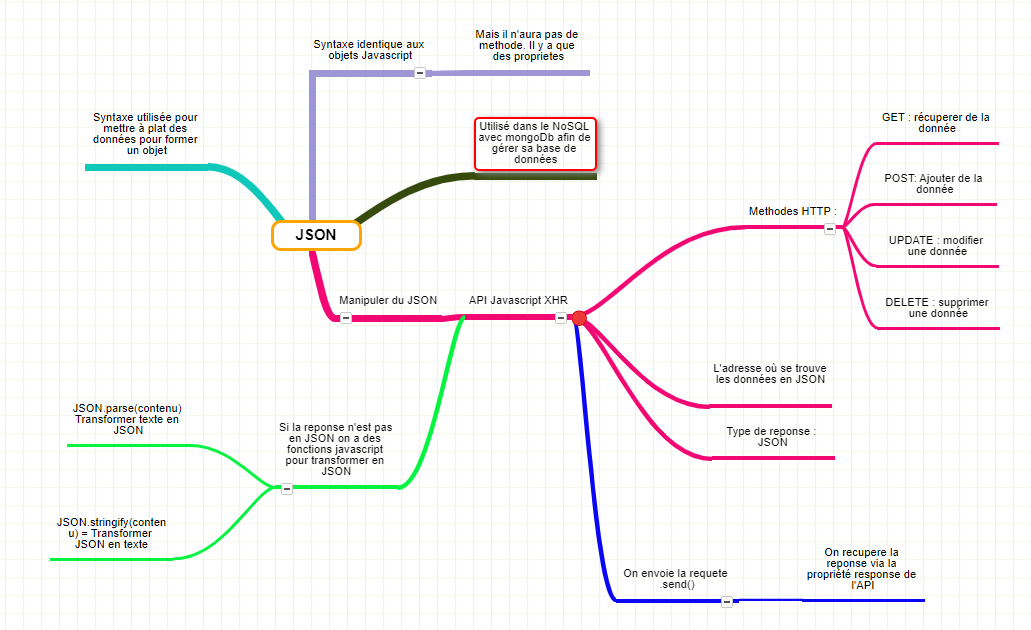 Syntaxe identique aux
objets Javascript
Mais il n'aura pas de
methode. Il y a que
des proprietes
Syntaxe utilisée pour
mettre à plat des
données pour former
un objet
Utilisé dans le NoSQL
avec mongoDb afin de
gérer sa base de
données
JSON
GET : récuperer de la
donnée
POST: Ajouter de la
donnée
Methodes HTTP :
UPDATE : modifier
une donnée
DELETE : supprimer
une donnée
Manipuler du JSON
API Javascript XHR
L'adresse où se trouve
les données en JSON
Type de reponse :
JSON
Si la reponse n'est pas
en JSON on a des
fonctions javascript
pour transformer en
JSON
JSON.parse(contenu)
Transformer texte en
JSON
JSON.stringify(conten
u) = Transformer
JSON en texte
On envoie la requete
.send()
On recupere la
reponse via la
propriété response de
l'API